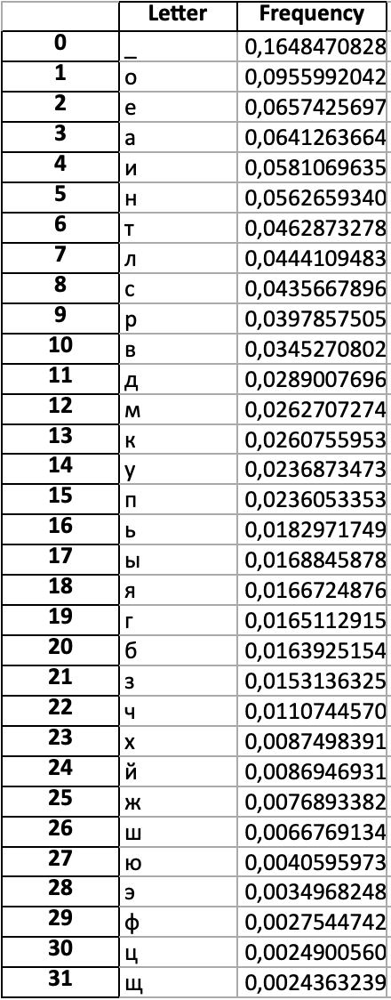 Letter Frequency
0 _ 0,1648470828
1 о 0,0955992042
2 е 0,0657425697
3 а 0,0641263664
4 и 0,0581069635
5 н 0,0562659340
6 т 0,0462873278
7 л 0,0444109483
8 с 0,0435667896
9 р 0,0397857505
10 в 0,0345270802
11 д 0,0289007696
12 м 0,0262707274
13 к 0,0260755953
14 у 0,0236873473
15 п 0,0236053353
16 ь 0,0182971749
17 ы 0,0168845878
18 я 0,0166724876
19 г 0,0165112915
20 б 0,0163925154
21 з 0,0153136325
22 ч 0,0110744570
23 х 0,0087498391
24 й 0,0086946931
25 ж 0,0076893382
26 ш 0,0066769134
27 ю 0,0040595973
28 э 0,0034968248
29 ф 0,0027544742
30 ц 0,0024900560
31 щ 0,0024363239